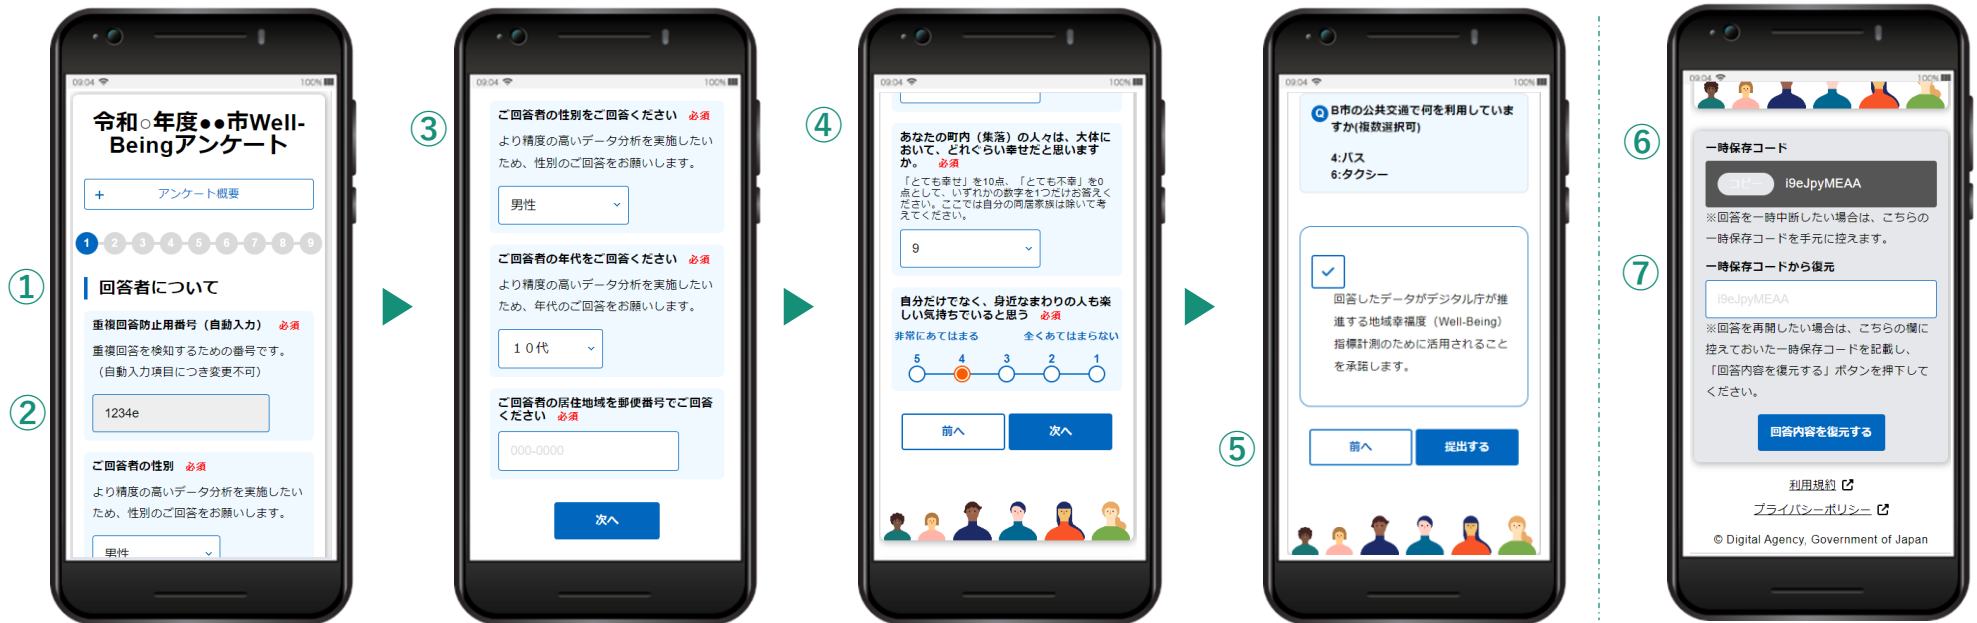 ①
②
09:04
100%
令和○年度●●市Well-
Beingアンケート
+ アンケート概要
1 2 3 4 5 6 7 8 9
回答者について
重複回答防止用番号（自動入力） 必須
重複回答を検知するための番号です。
（自動入力項目につき変更不可）
1234e
ご回答者の性別 必須
より精度の高いデータ分析を実施したい
ため、性別のご回答をお願いします。
男性
③
09:04
100%
ご回答者の性別をご回答ください 必須
より精度の高いデータ分析を実施したい
ため、性別のご回答をお願いします。
男性
ご回答者の年代をご回答ください 必須
より精度の高いデータ分析を実施したい
ため、年代のご回答をお願いします。
１０代
ご回答者の居住地域を郵便番号でご回答
ください 必須
000-0000
次へ
④
09:04
100%
あなたの町内（集落）の人々は、大体に
おいて、どれぐらい幸せだと思います
か。 必須
「とても幸せ」を10点、「とても不幸」を0
点として、いずれかの数字を1つだけお答えく
ださい。ここでは自分の同居家族は除いて考
えてください。
9
自分だけでなく、身近なまわりの人も楽
しい気持ちでいると思う 必須
非常にあてはまる 全くあてはまらない
5 4 3 2 1
前へ 次へ
⑤
09:04
100%
Q B市の公共交通で何を利用していま
すか(複数選択可)
4:バス
6:タクシー
回答したデータがデジタル庁が推
進する地域幸福度（Well-Being）
指標計測のために活用されること
を承諾します。
前へ 提出する
⑥
⑦
09:04
100%
一時保存コード
コピー i9eJpyMEAA
※回答を一時中断したい場合は、こちらの
一時保存コードを手元に控えます。
一時保存コードから復元
i9eJpyMEAA
※回答を再開したい場合は、こちらの欄に
控えておいた一時保存コードを記載し、
「回答内容を復元する」ボタンを押下して
ください。
回答内容を復元する
利用規約
プライバシーポリシー
© Digital Agency, Government of Japan